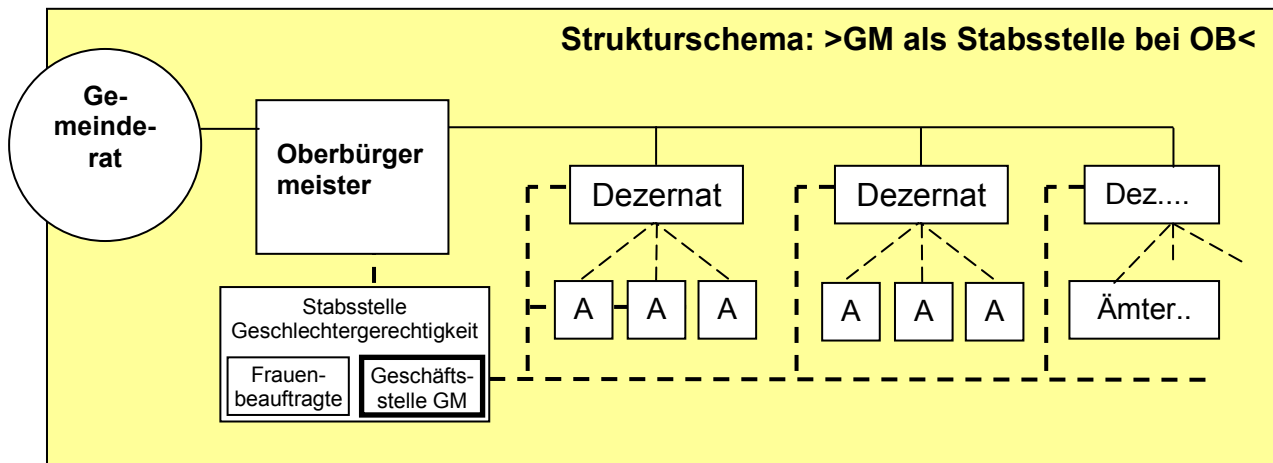 Strukturschema: >GM als Stabsstelle bei OB<
Ge-
meinde-
rat
Oberbürger
meister
Dezernat
Dezernat
Dez....
A
A
A
A
A
A
Ämter..
Stabsstelle
Geschlechtergerechtigkeit
Frauen-
beauftragte
Geschäfts-
stelle GM